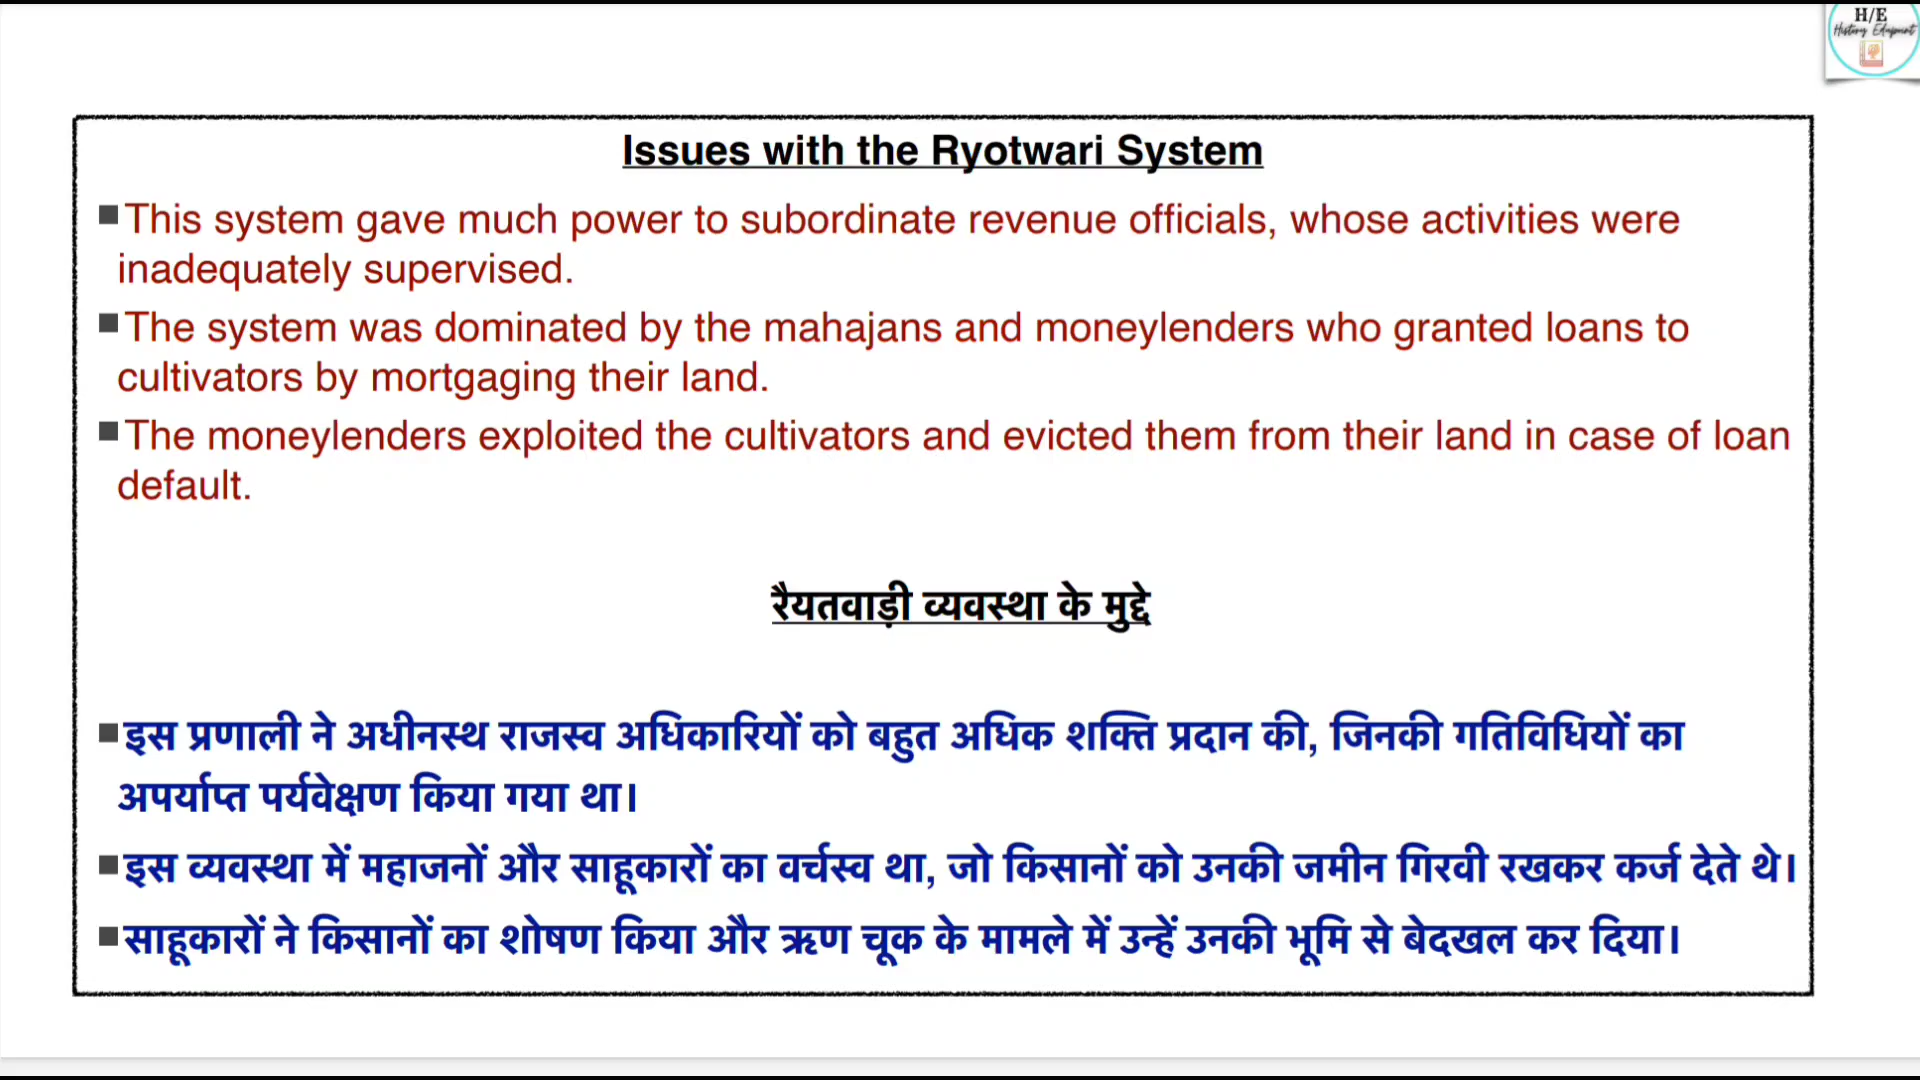 H/E
History Edupoint
Issues with the Ryotwari System
▪This system gave much power to subordinate revenue officials, whose activities were
inadequately supervised.
▪The system was dominated by the mahajans and moneylenders who granted loans to
cultivators by mortgaging their land.
▪The moneylenders exploited the cultivators and evicted them from their land in case of loan
default.
रैयतवाड़ी व्यवस्था के मुद्दे
▪इस प्रणाली ने अधीनस्थ राजस्व अधिकारियों को बहुत अधिक शक्ति प्रदान की, जिनकी गतिविधियों का
अपर्याप्त पर्यवेक्षण किया गया था।
▪इस व्यवस्था में महाजनों और साहूकारों का वर्चस्व था, जो किसानों को उनकी जमीन गिरवी रखकर कर्ज देते थे।
▪साहूकारों ने किसानों का शोषण किया और ऋण चूक के मामले में उन्हें उनकी भूमि से बेदखल कर दिया।